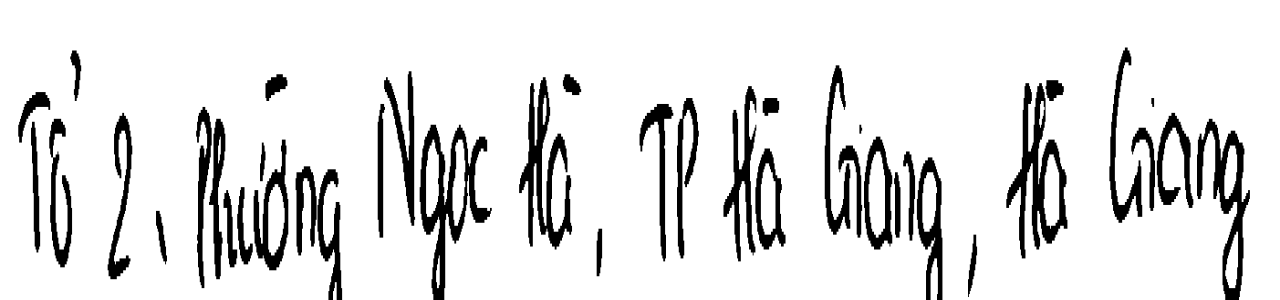 Tổ 2, Phường Ngọc Hà, TP Hà Giang, Hà Giang